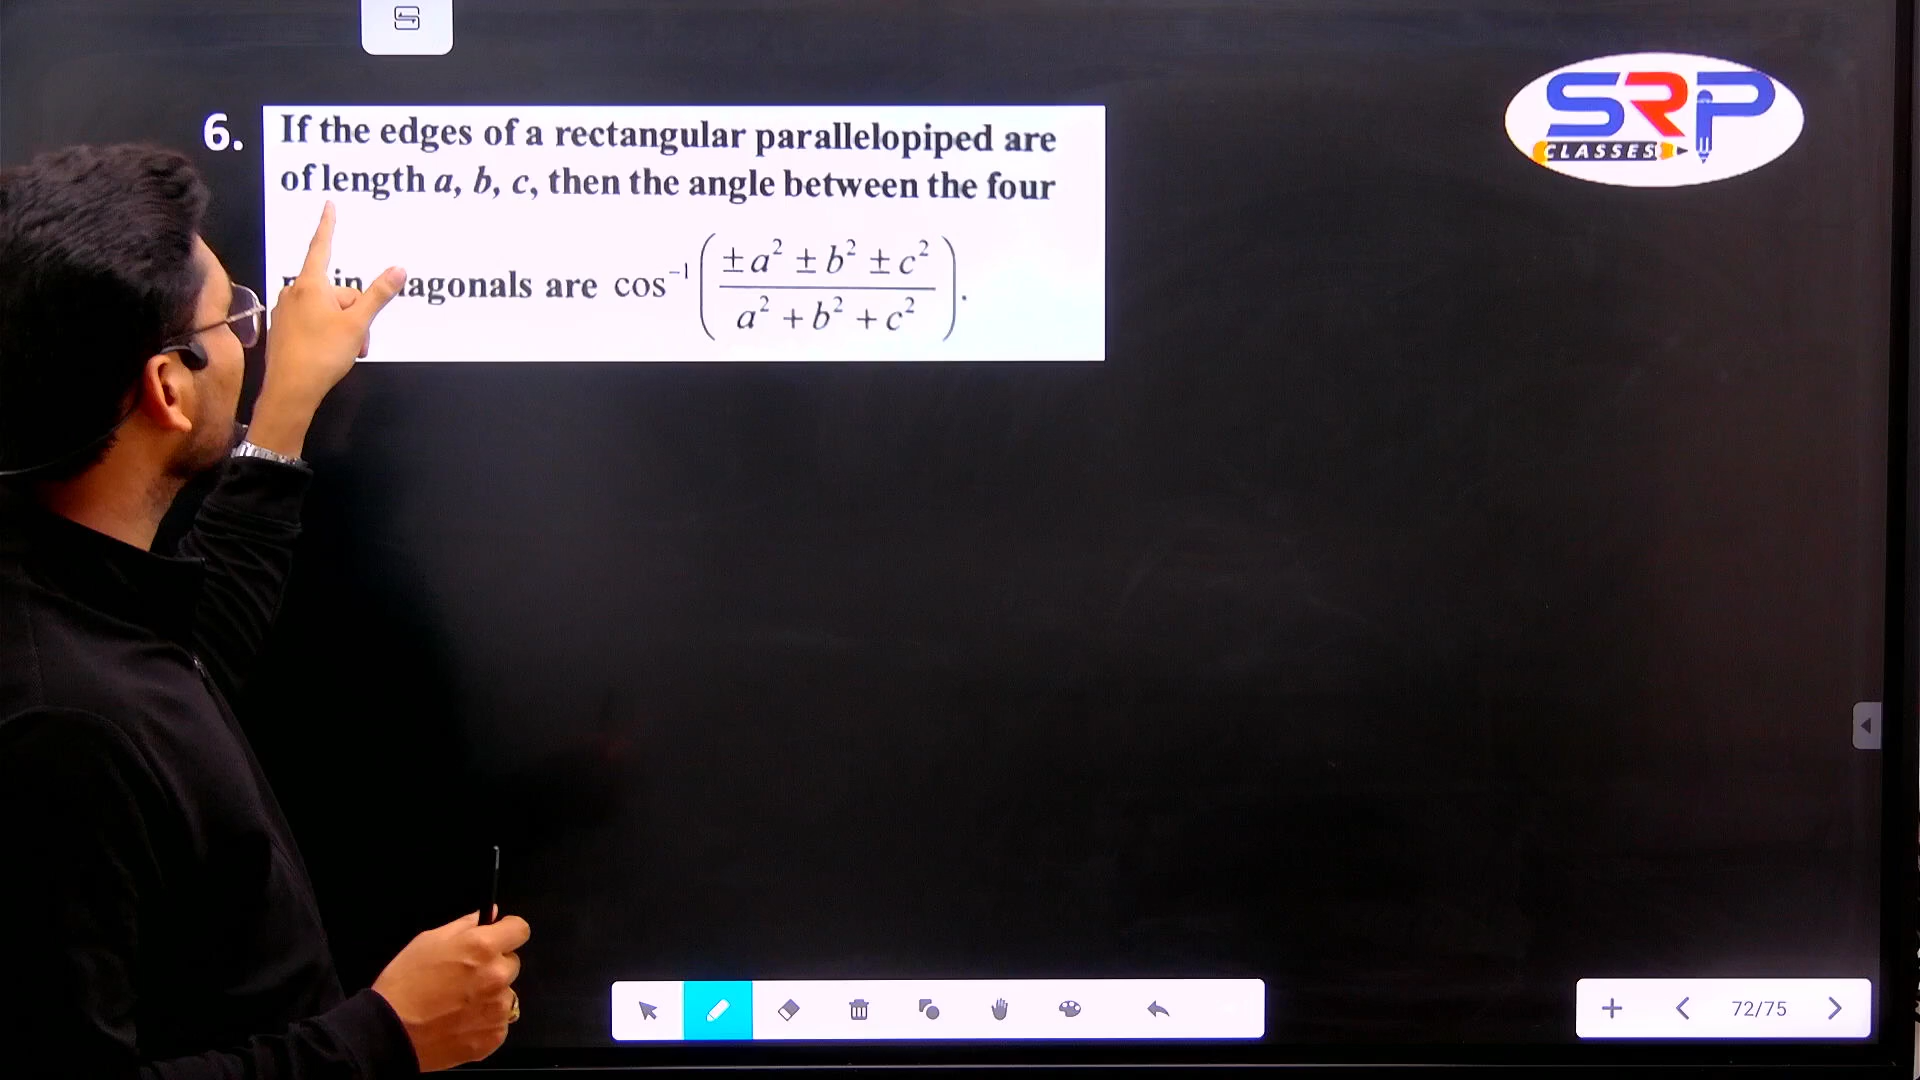 SRP
CLASSES
6. If the edges of a rectangular parallelopiped are
of length a, b, c, then the angle between the four
diagonals are cos⁻¹ ( (±a² ± b² ± c²) / (a² + b² + c²) ).
72/75